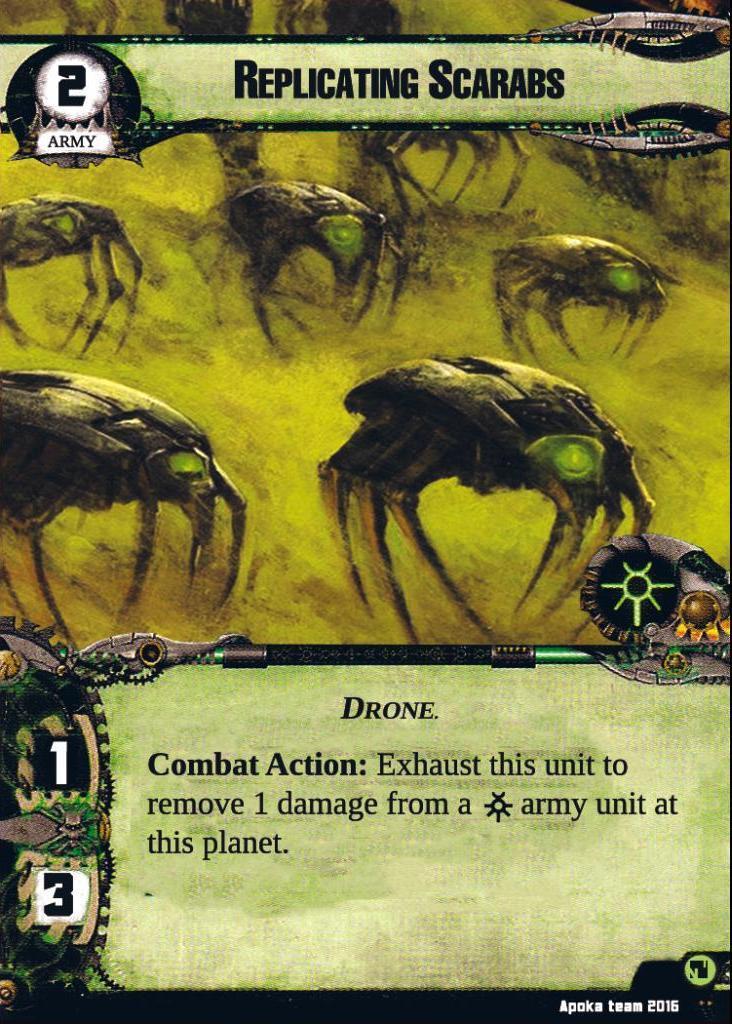 2
REPLICATING SCARABS
ARMY
DRONE.
1
Combat Action: Exhaust this unit to
remove 1 damage from a army unit at
this planet.
3
Apoka team 2016